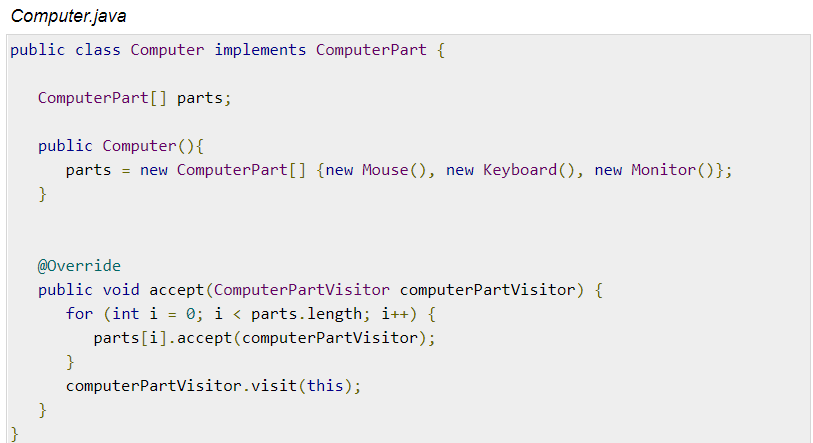 Computer.java
public class Computer implements ComputerPart {
ComputerPart[] parts;
public Computer(){
parts = new ComputerPart[] {new Mouse(), new Keyboard(), new Monitor()};
}
@Override
public void accept(ComputerPartVisitor computerPartVisitor) {
for (int i = 0; i < parts.length; i++) {
parts[i].accept(computerPartVisitor);
}
computerPartVisitor.visit(this);
}
}